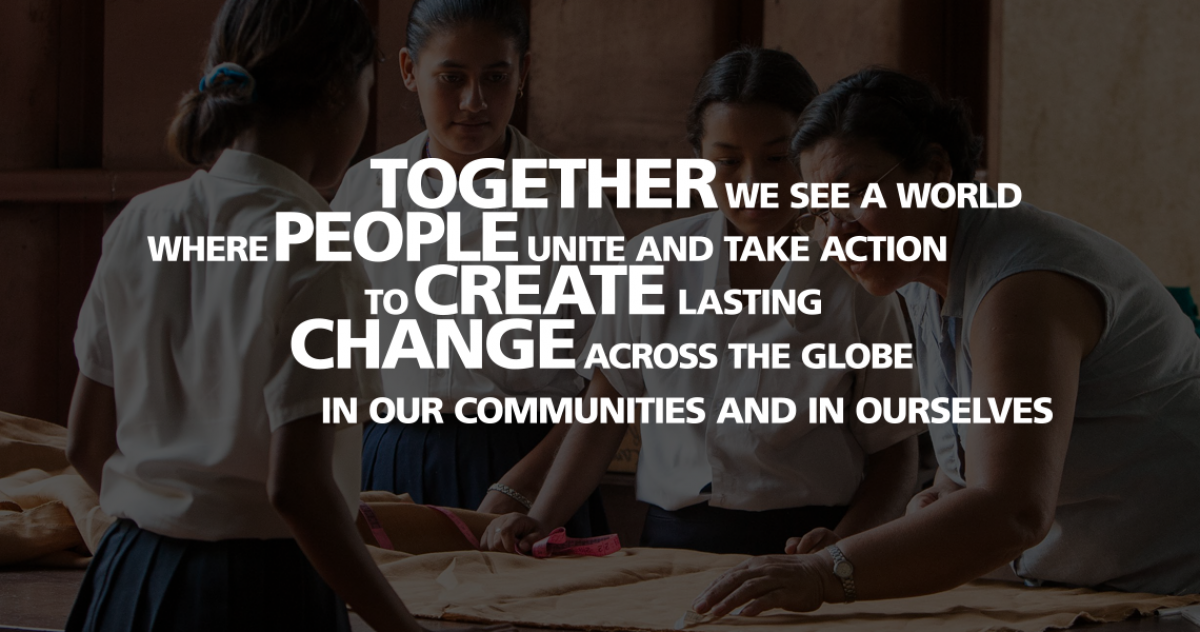 TOGETHER WE SEE A WORLD
WHERE PEOPLE UNITE AND TAKE ACTION
TO CREATE LASTING
CHANGE ACROSS THE GLOBE
IN OUR COMMUNITIES AND IN OURSELVES